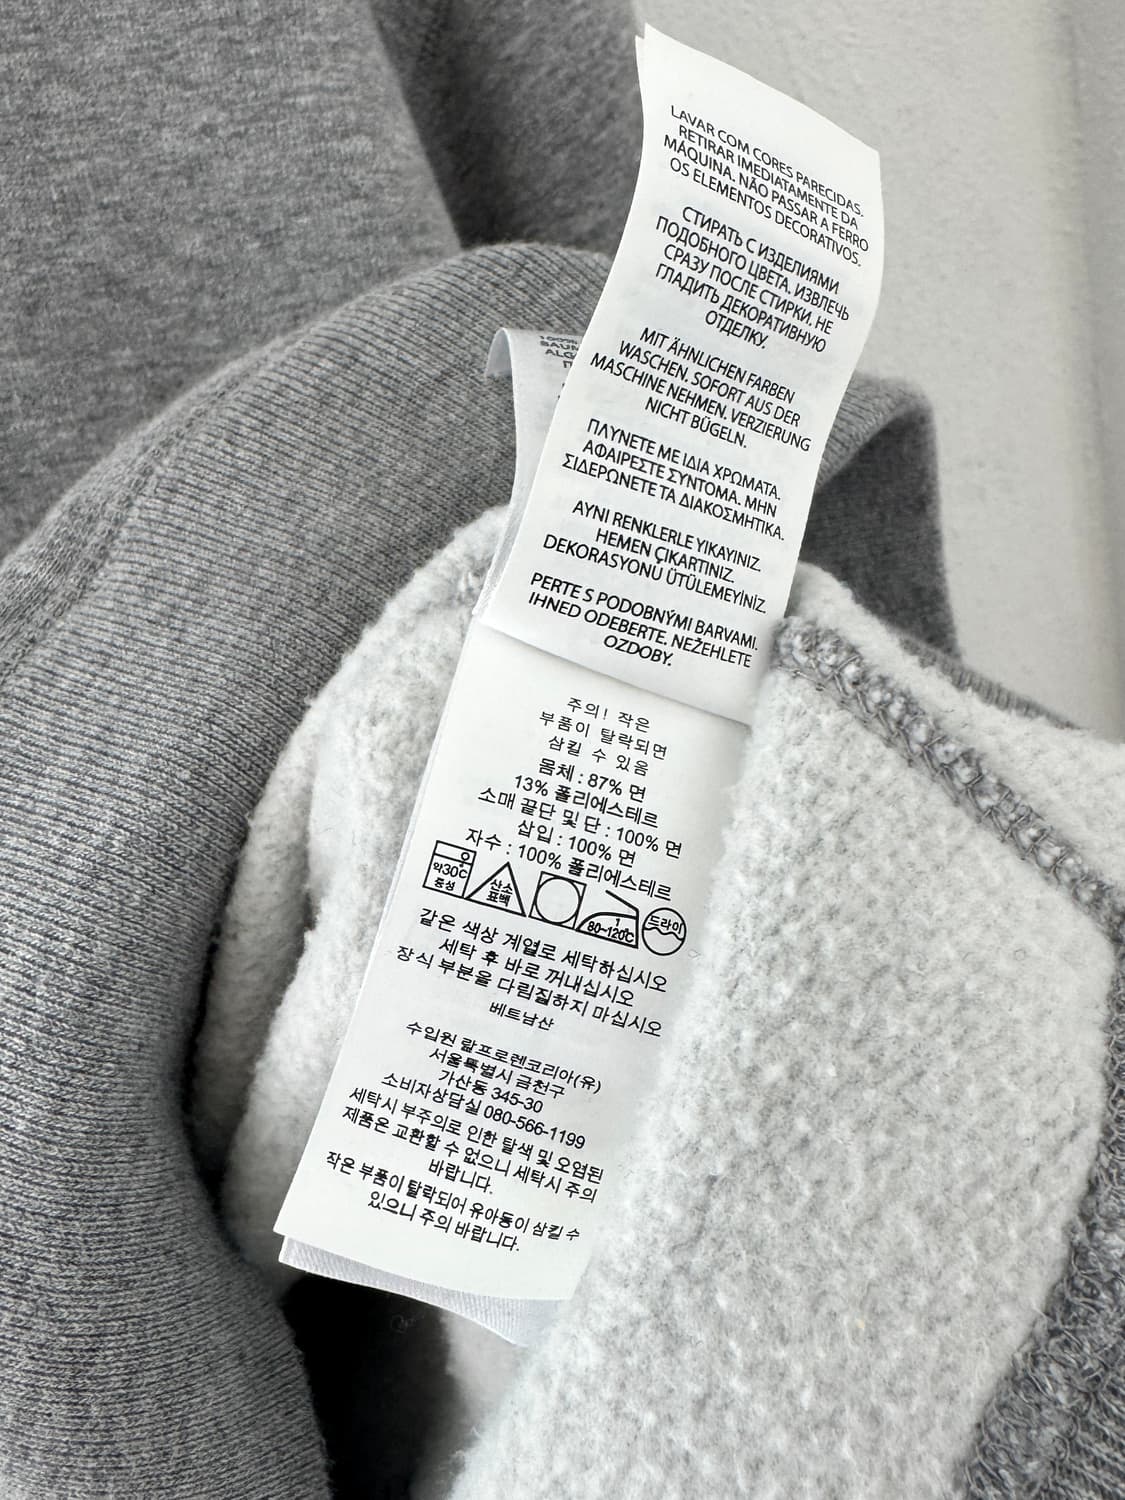 LAVAR COM CORES PARECIDAS.
RETIRAR IMEDIATAMENTE DA
MÁQUINA. NÃO PASSAR A FERRO
OS ELEMENTOS DECORATIVOS.
СТИРАТЬ С ИЗДЕЛИЯМИ
ПОДОБНОГО ЦВЕТА. ИЗВЛЕЧЬ
СРАЗУ ПОСЛЕ СТИРКИ. НЕ
ГЛАДИТЬ ДЕКОРАТИВНУЮ
ОТДЕЛКУ.
MIT ÄHNLICHEN FARBEN
WASCHEN. SOFORT AUS DER
MASCHINE NEHMEN. VERZIERUNG
NICHT BÜGELN.
ΠΛΥΝΕΤΕ ΜΕ ΙΔΙΑ ΧΡΩΜΑΤΑ.
ΑΦΑΙΡΕΣΤΕ ΣΥΝΤΟΜΑ. ΜΗΝ
ΣΙΔΕΡΩΝΕΤΕ ΤΑ ΔΙΑΚΟΣΜΗΤΙΚΑ.
AYNI RENKLERLE YIKAYINIZ.
HEMEN ÇIKARTINIZ.
DEKORASYONU ÜTÜLEMEYİNİZ.
PERTE S PODOBNÝMI BARVAMI.
IHNED ODEBERTE. NEŽEHLETE
OZDOBY.
주의! 작은
부품이 탈락되면
삼킬 수 있음
몸체 : 87% 면
13% 폴리에스테르
소매 끝단 및 단 : 100% 면
삽입 : 100% 면
자수 : 100% 폴리에스테르
약30℃
중성
산소
표백
1
80~120℃
드라이
같은 색상 계열로 세탁하십시오
세탁 후 바로 꺼내십시오
장식 부분을 다림질하지 마십시오
베트남산
수입원 랄프로렌코리아(유)
서울특별시 금천구
가산동 345-30
소비자상담실 080-566-1199
세탁시 부주의로 인한 탈색 및 오염된
제품은 교환할 수 없으니 세탁시 주의
바랍니다.
작은 부품이 탈락되어 유아동이 삼킬 수
있으니 주의 바랍니다.